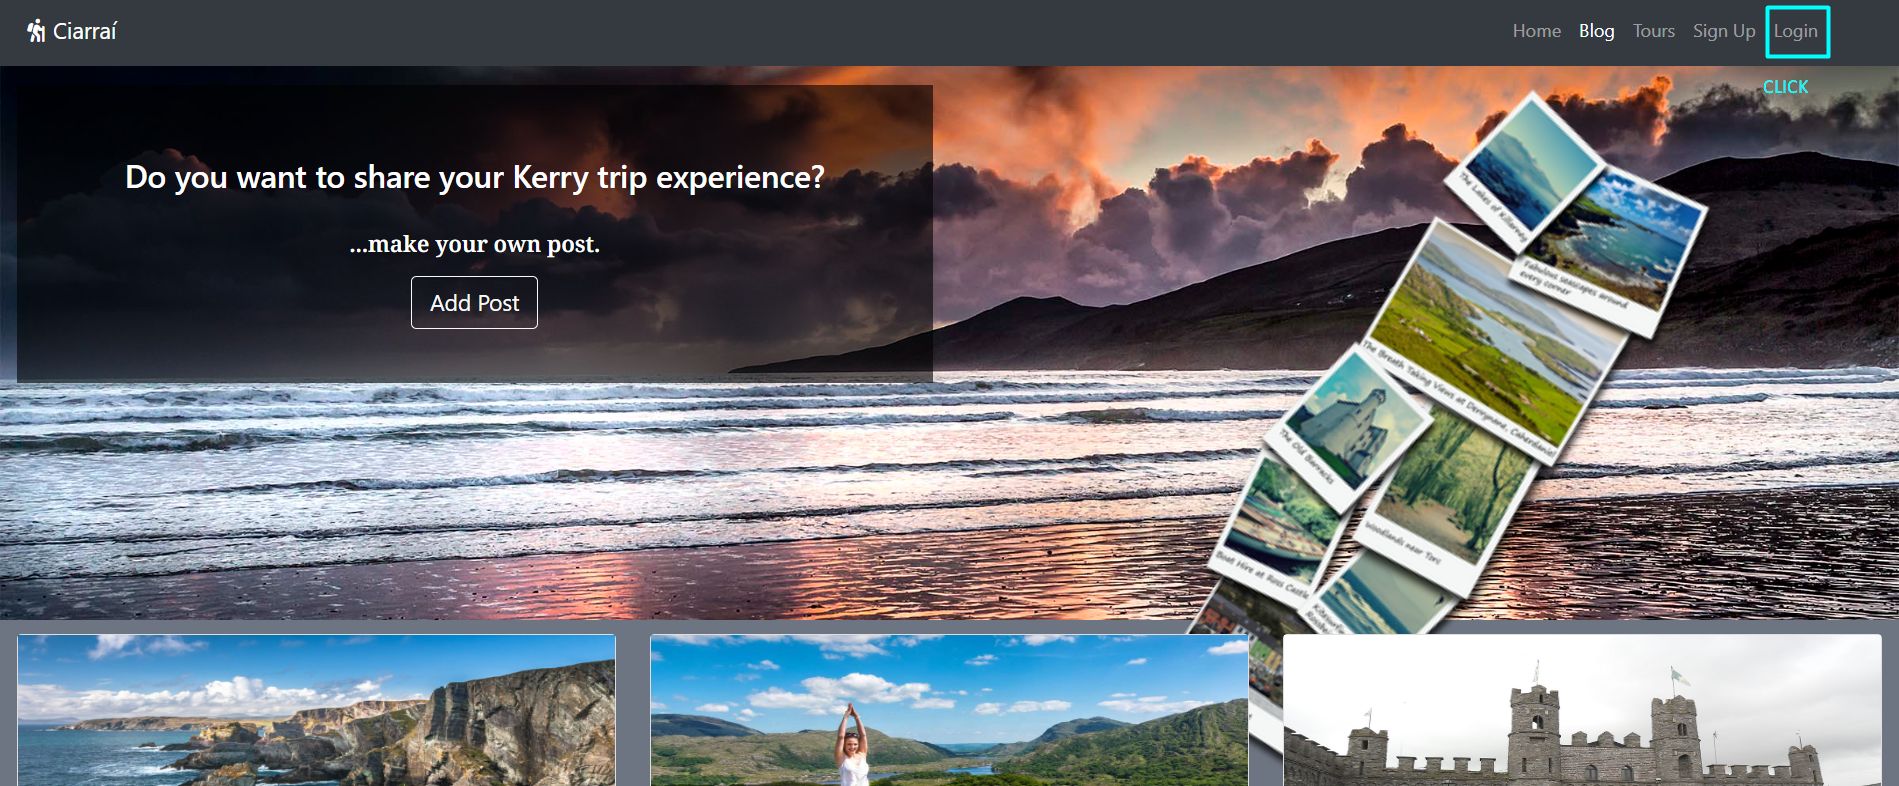 Ciarraí
Home Blog Tours Sign Up Login
CLICK
Do you want to share your Kerry trip experience?
...make your own post.
Add Post
The Lakes of Killarney
Fabulous seascapes around
every corner
The Breath Taking Views at Derrynane, Caherdaniel
The Old Barracks
Woodlands near Torc
Boat Hire at Ross Castle